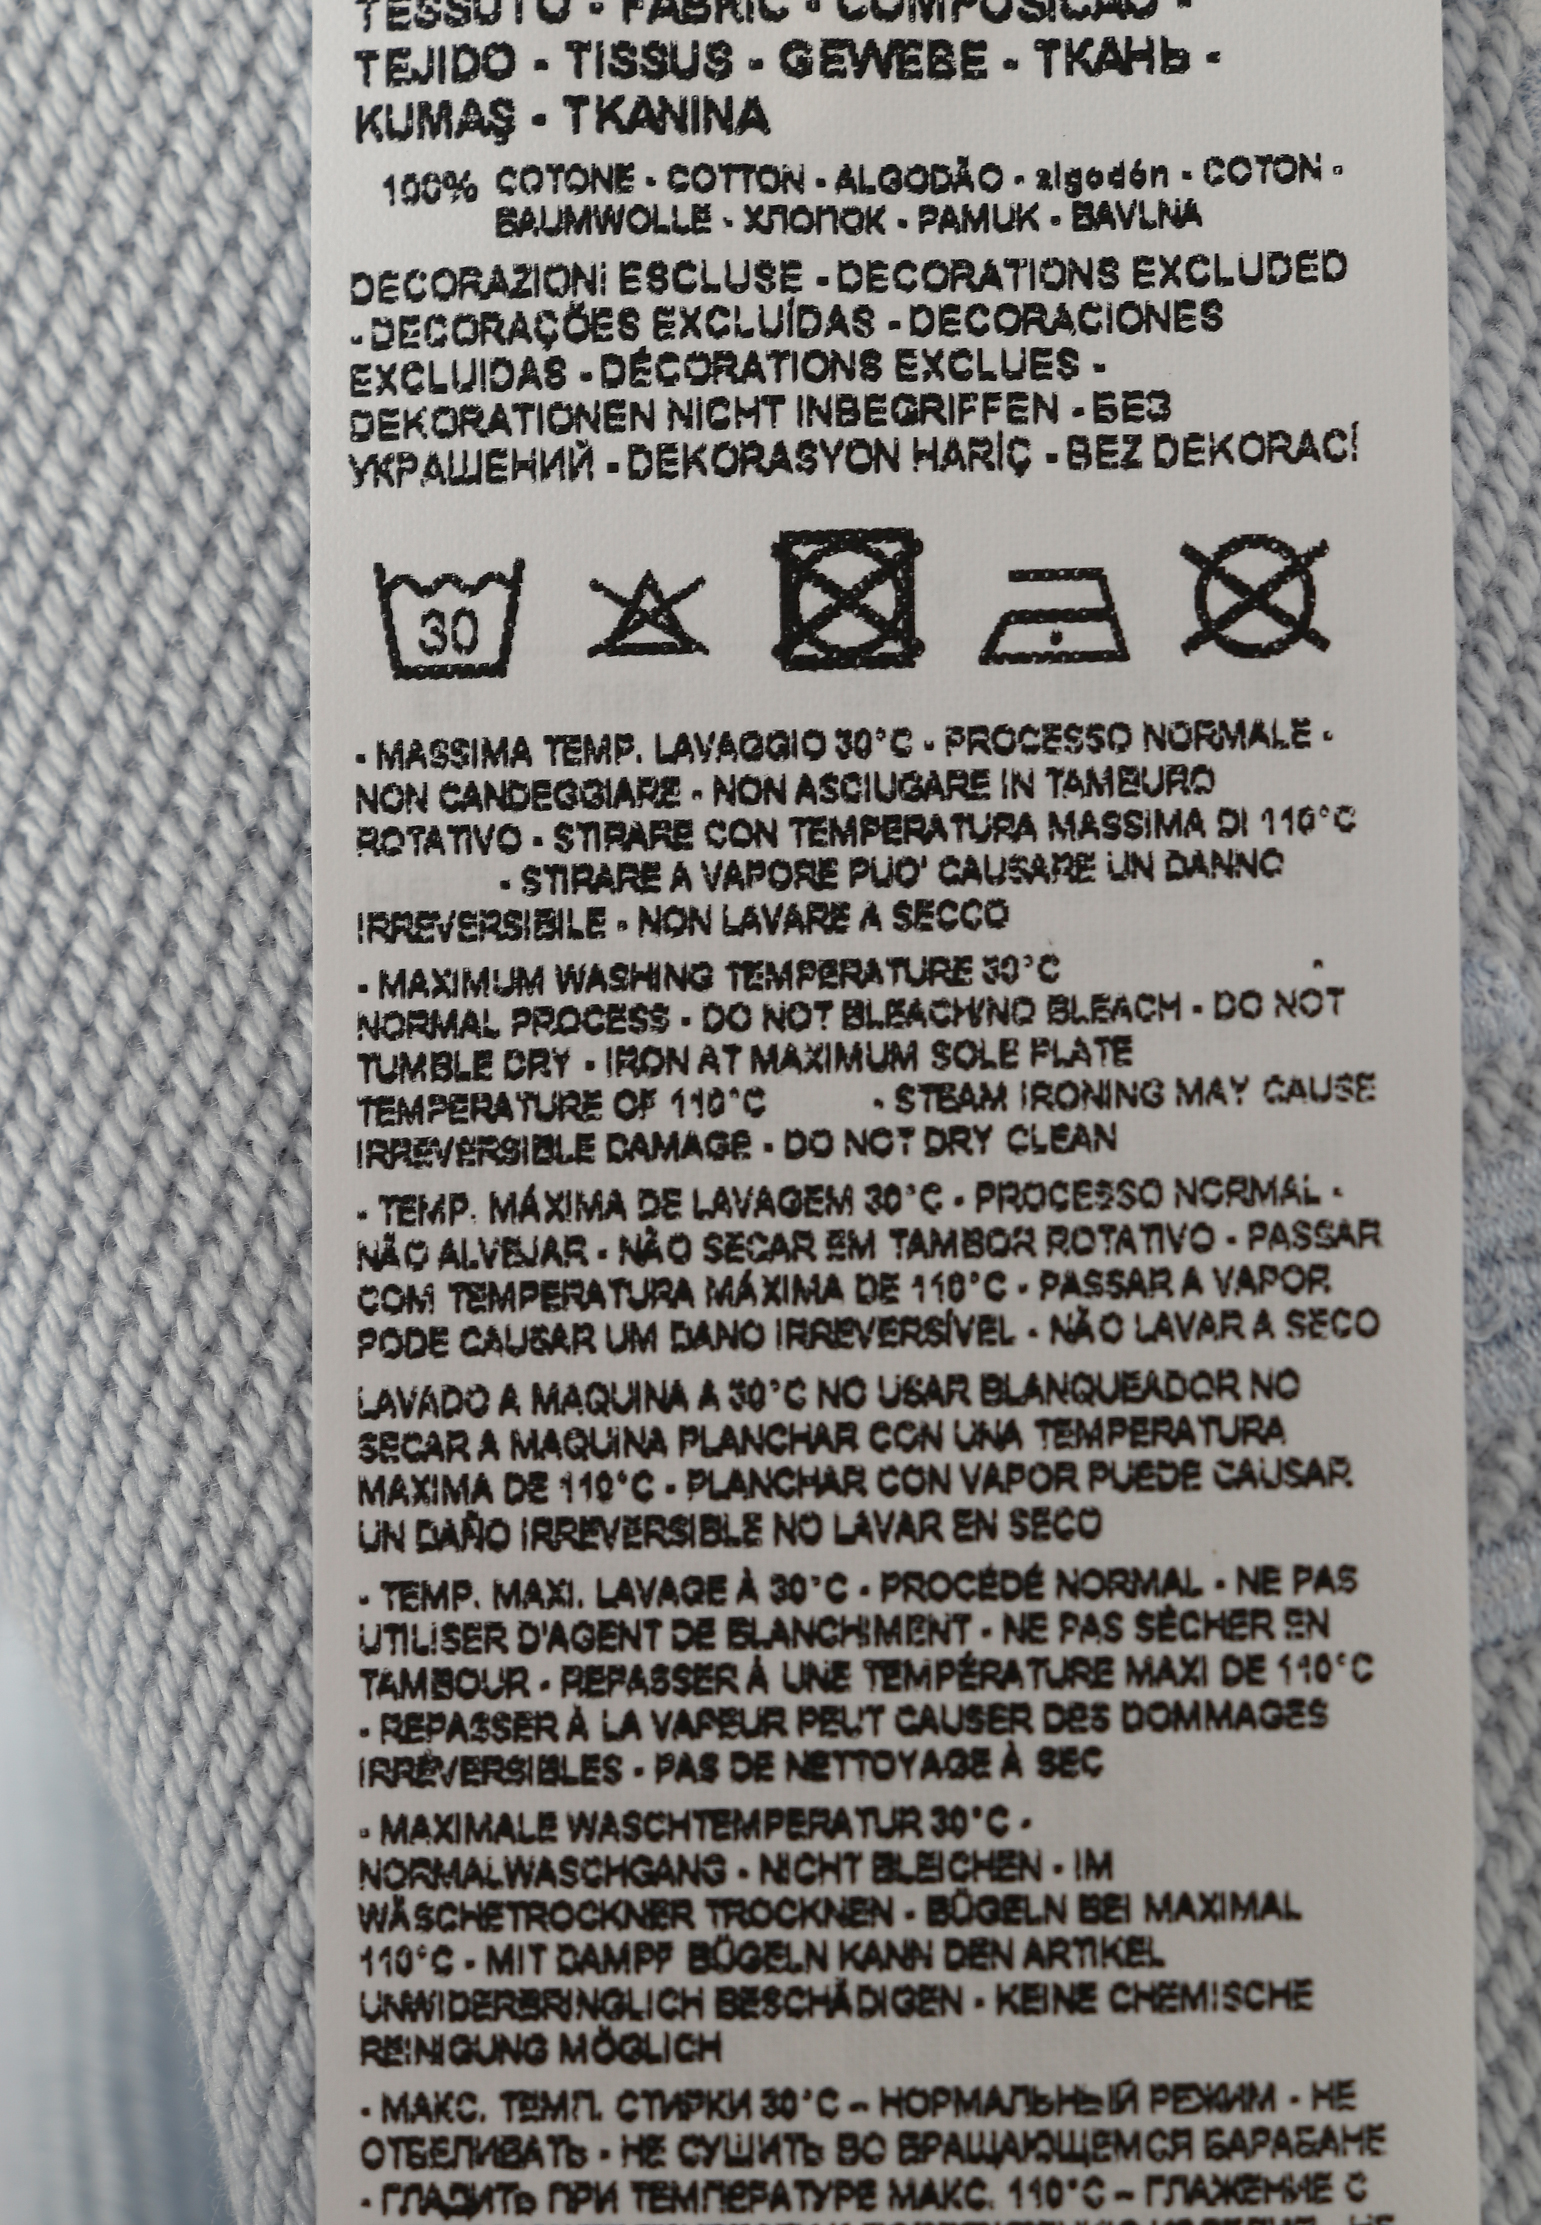 TESSUTO - FABRIC - COMPOSIÇÃO -
TEJIDO - TISSUS - GEWEBE - ТКАНЬ -
KUMAŞ - TKANINA
100% COTONE - COTTON - ALGODÃO - algodón - COTON -
BAUMWOLLE - ХЛОПОК - PAMUK - BAVLNA
DECORAZIONI ESCLUSE - DECORATIONS EXCLUDED
- DECORAÇÕES EXCLUÍDAS - DECORACIONES
EXCLUIDAS - DÉCORATIONS EXCLUES -
DEKORATIONEN NICHT INBEGRIFFEN - БЕЗ
УКРАШЕНИЙ - DEKORASYON HARİÇ - BEZ DEKORACÍ
30
- MASSIMA TEMP. LAVAGGIO 30°C - PROCESSO NORMALE -
NON CANDEGGIARE - NON ASCIUGARE IN TAMBURO
ROTATIVO - STIRARE CON TEMPERATURA MASSIMA DI 110°C
- STIRARE A VAPORE PUO' CAUSARE UN DANNO
IRREVERSIBILE - NON LAVARE A SECCO
- MAXIMUM WASHING TEMPERATURE 30°C -
NORMAL PROCESS - DO NOT BLEACH/NO BLEACH - DO NOT
TUMBLE DRY - IRON AT MAXIMUM SOLE PLATE
TEMPERATURE OF 110°C - STEAM IRONING MAY CAUSE
IRREVERSIBLE DAMAGE - DO NOT DRY CLEAN
- TEMP. MÁXIMA DE LAVAGEM 30°C - PROCESSO NORMAL -
NÃO ALVEJAR - NÃO SECAR EM TAMBOR ROTATIVO - PASSAR
COM TEMPERATURA MÁXIMA DE 110°C - PASSAR A VAPOR
PODE CAUSAR UM DANO IRREVERSÍVEL - NÃO LAVAR A SECO
LAVADO A MAQUINA A 30°C NO USAR BLANQUEADOR NO
SECAR A MAQUINA PLANCHAR CON UNA TEMPERATURA
MAXIMA DE 110°C - PLANCHAR CON VAPOR PUEDE CAUSAR
UN DAÑO IRREVERSIBLE NO LAVAR EN SECO
- TEMP. MAXI. LAVAGE À 30°C - PROCÉDÉ NORMAL - NE PAS
UTILISER D'AGENT DE BLANCHIMENT - NE PAS SÉCHER EN
TAMBOUR - REPASSER À UNE TEMPÉRATURE MAXI DE 110°C
- REPASSER À LA VAPEUR PEUT CAUSER DES DOMMAGES
IRRÉVERSIBLES - PAS DE NETTOYAGE À SEC
- MAXIMALE WASCHTEMPERATUR 30°C -
NORMALWASCHGANG - NICHT BLEICHEN - IM
WÄSCHETROCKNER TROCKNEN - BÜGELN BEI MAXIMAL
110°C - MIT DAMPF BÜGELN KANN DEN ARTIKEL
UNWIDERBRINGLICH BESCHÄDIGEN - KEINE CHEMISCHE
REINIGUNG MÖGLICH
- МАКС. ТЕМП. СТИРКИ 30°C – НОРМАЛЬНЫЙ РЕЖИМ - НЕ
ОТБЕЛИВАТЬ - НЕ СУШИТЬ ВО ВРАЩАЮЩЕМСЯ БАРАБАНЕ
- ГЛАДИТЬ ПРИ ТЕМПЕРАТУРЕ МАКС. 110°C – ГЛАЖЕНИЕ С